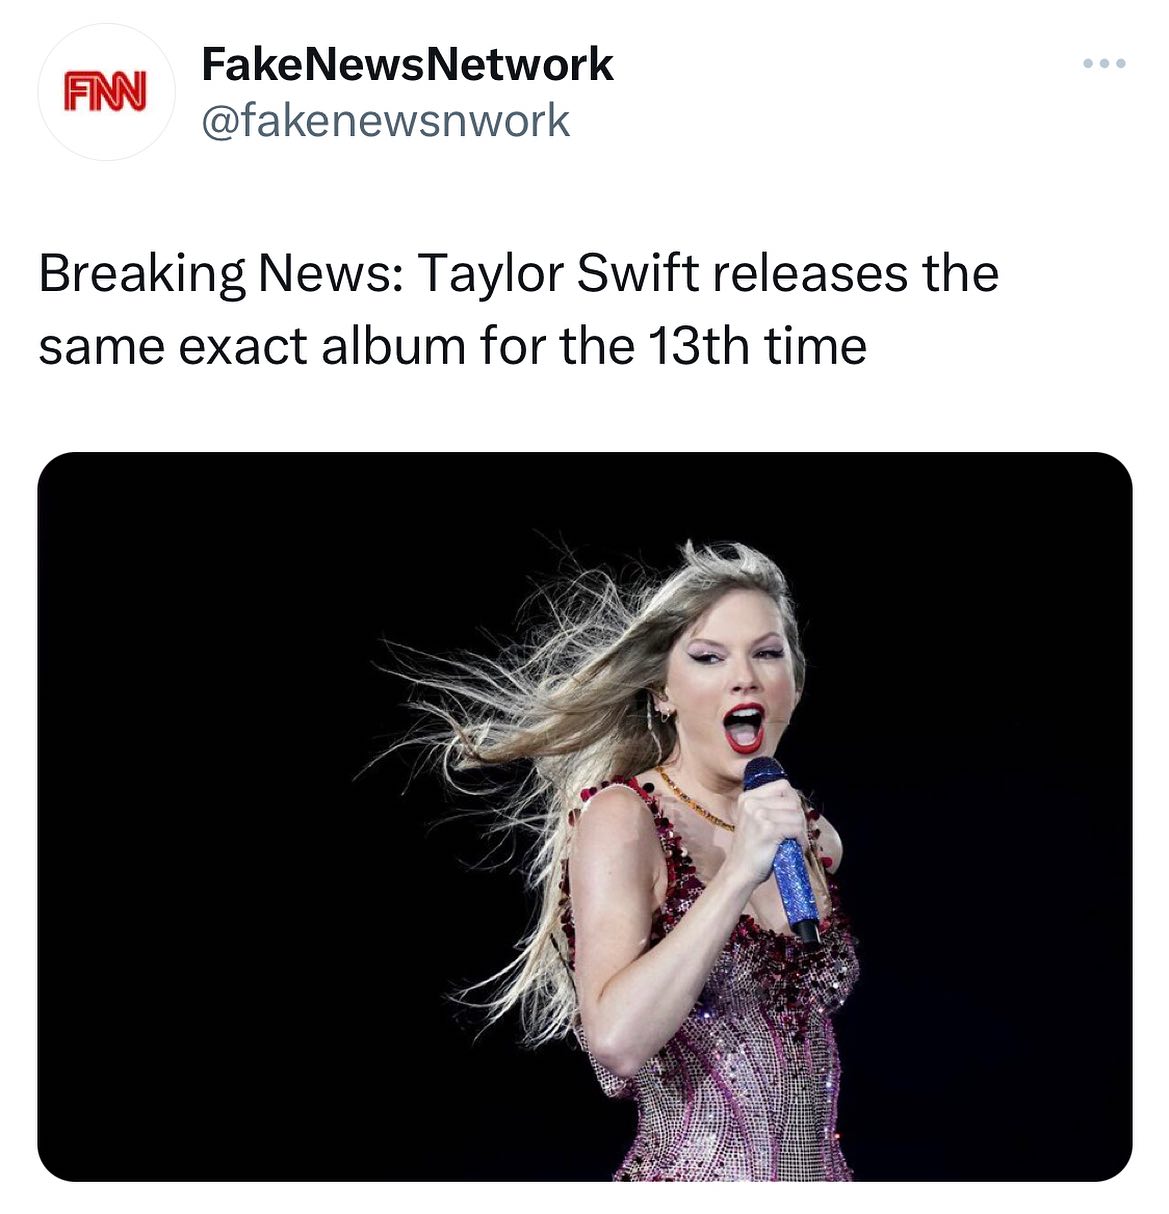 FNN
FakeNewsNetwork
@fakenewsnwork
Breaking News: Taylor Swift releases the
same exact album for the 13th time